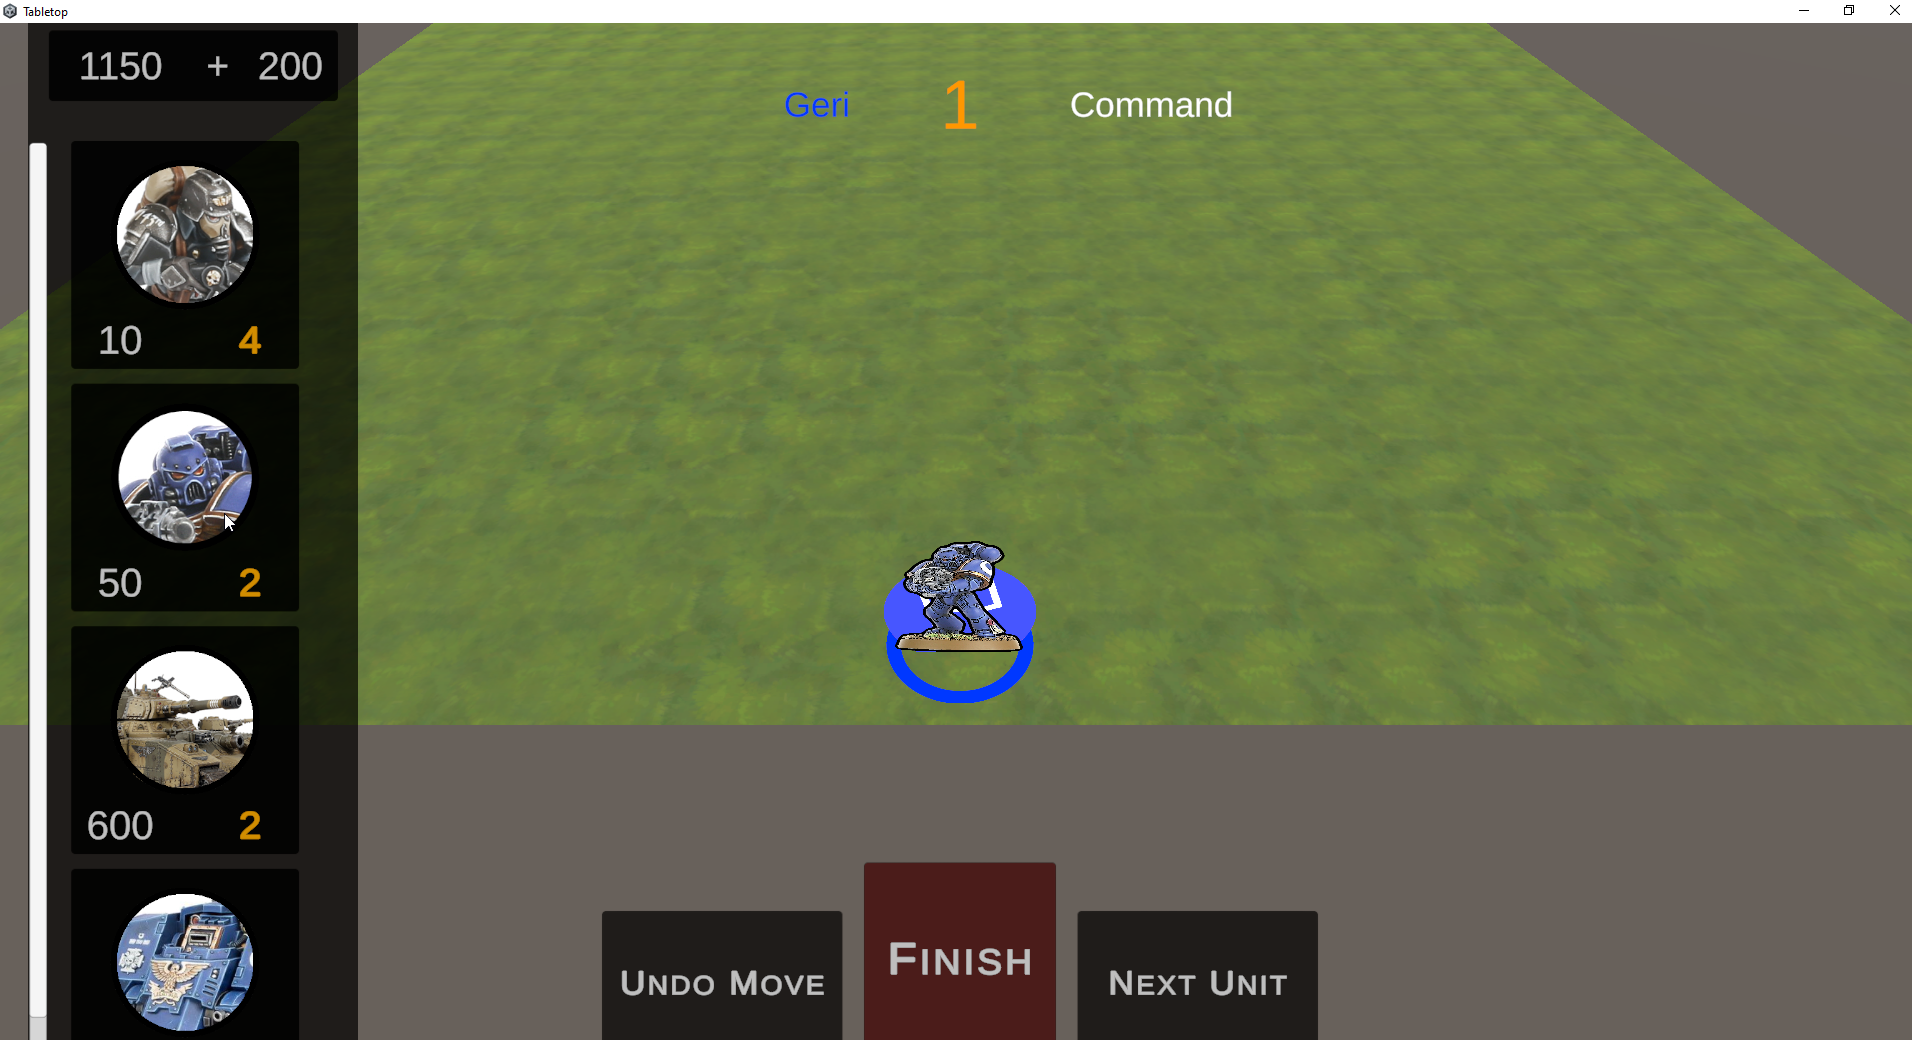 Tabletop
1150 + 200
Geri 1 Command
10 4
50 2
600 2
UNDO MOVE
FINISH
NEXT UNIT